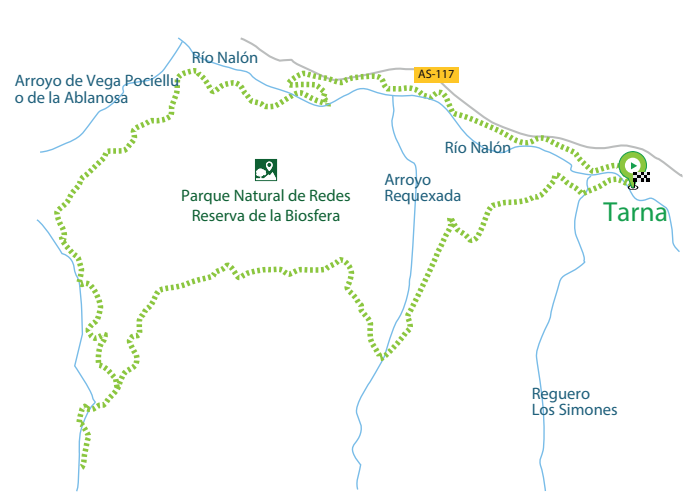 Río Nalón
AS-117
Arroyo de Vega Pociellu
o de la Ablanosa
Río Nalón
Arroyo
Requexada
Parque Natural de Redes
Reserva de la Biosfera
Tarna
Reguero
Los Simones